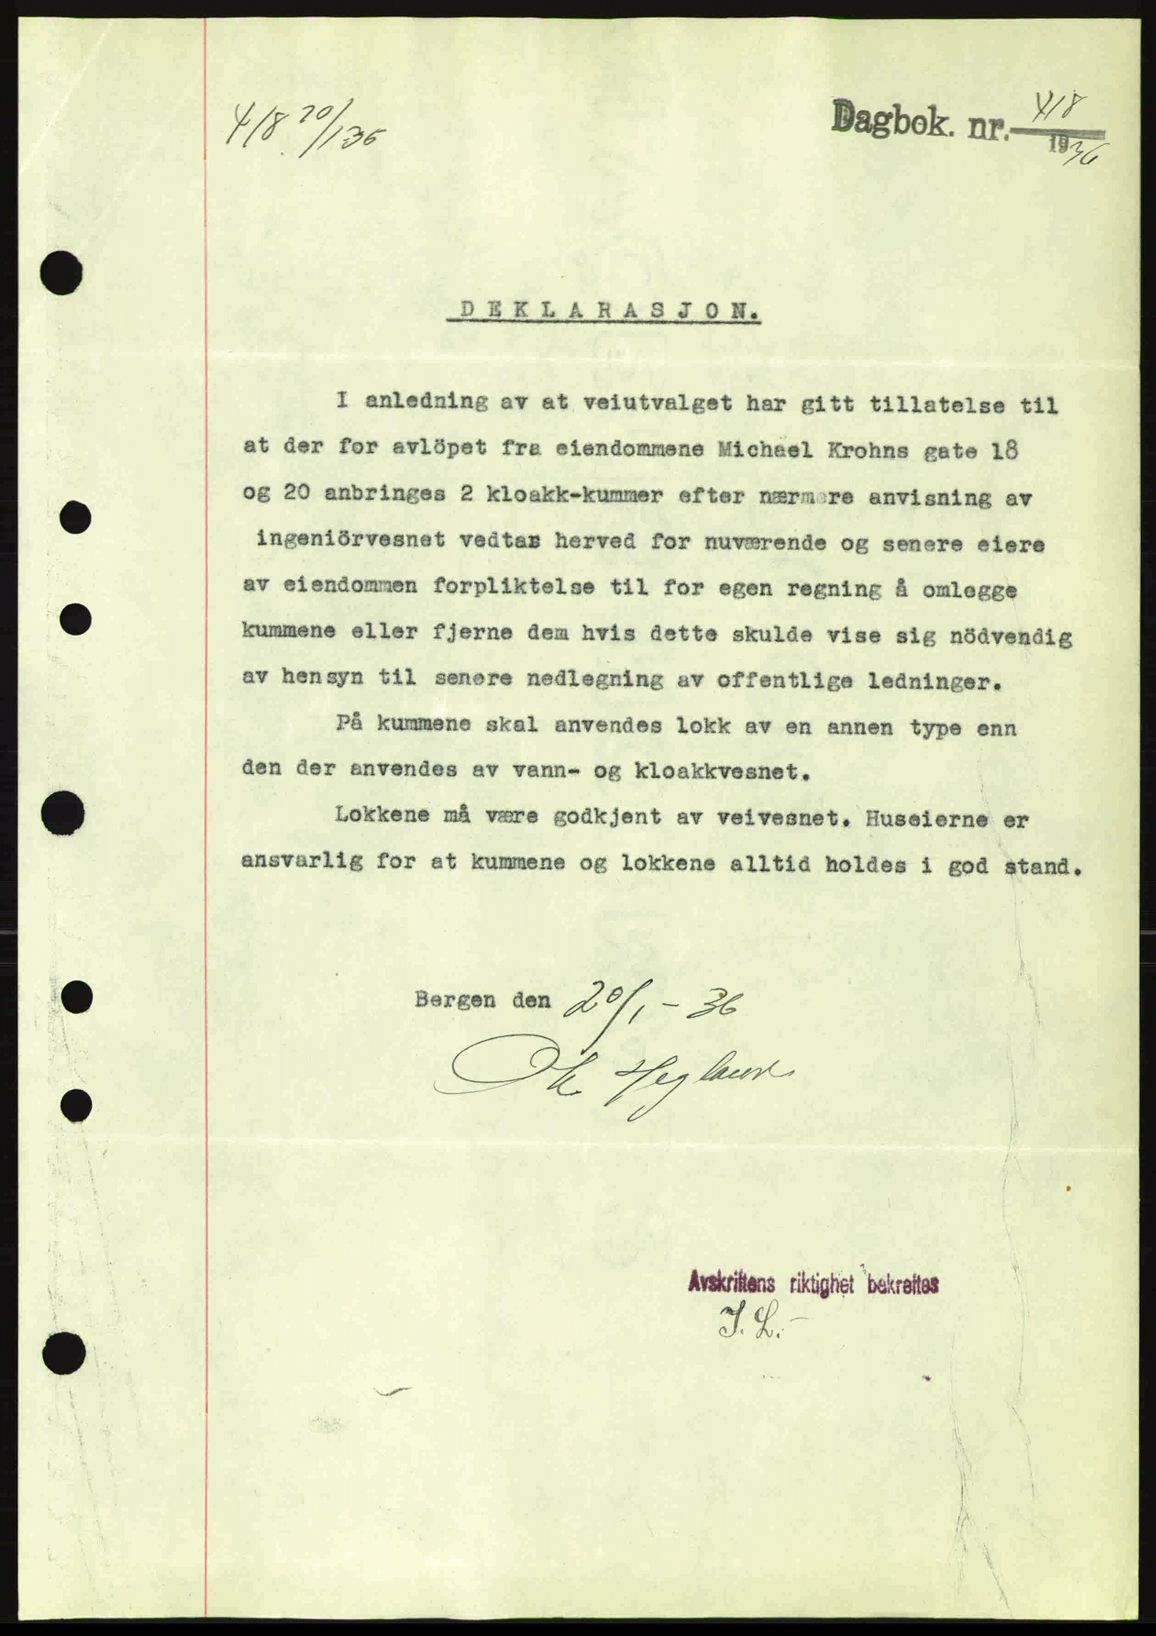 418 20/1 36
Dagbok. nr. 418
1936
DEKLARASJON.
I anledning av at veiutvalget har gitt tillatelse til
at der for avlöpet fra eiendommene Michael Krohns gate 18
og 20 anbringes 2 kloakk-kummer efter nærmere anvisning av
ingeniörvesnet vedtas herved for nuværende og senere eiere
av eiendommen forpliktelse til for egen regning å omlegge
kummene eller fjerne dem hvis dette skulde vise sig nödvendig
av hensyn til senere nedlegning av offentlige ledninger.
På kummene skal anvendes lokk av en annen type enn
den der anvendes av vann- og kloakkvesnet.
Lokkene må være godkjent av veivesnet. Huseierne er
ansvarlig for at kummene og lokkene alltid holdes i god stand.
Bergen den 20/1 - 36
Hegland
Avskriftens riktighet bekreftes
J. L.